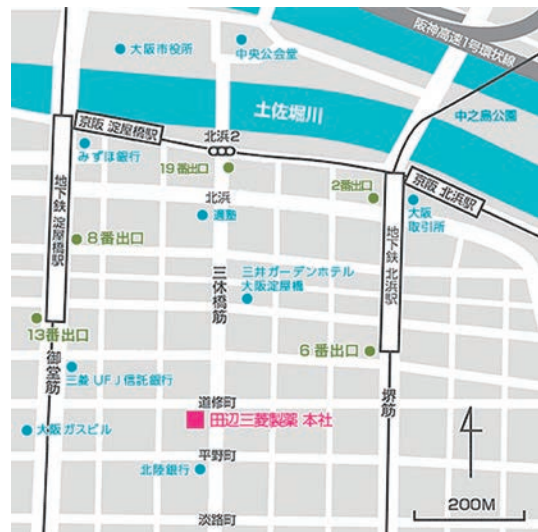 阪神高速1号環状線
大阪市役所
中央公会堂
土佐堀川
中之島公園
京阪 淀屋橋駅
北浜2
みずほ銀行
19番出口
京阪 北浜駅
地下鉄 淀屋橋駅
北浜
2番出口
適塾
大阪
取引所
8番出口
地下鉄 北浜駅
三休橋筋
三井ガーデンホテル
大阪淀屋橋
13番出口
6番出口
御堂筋
三菱UFJ信託銀行
堺筋
道修町
田辺三菱製薬 本社
大阪ガスビル
平野町
北陸銀行
200M
淡路町